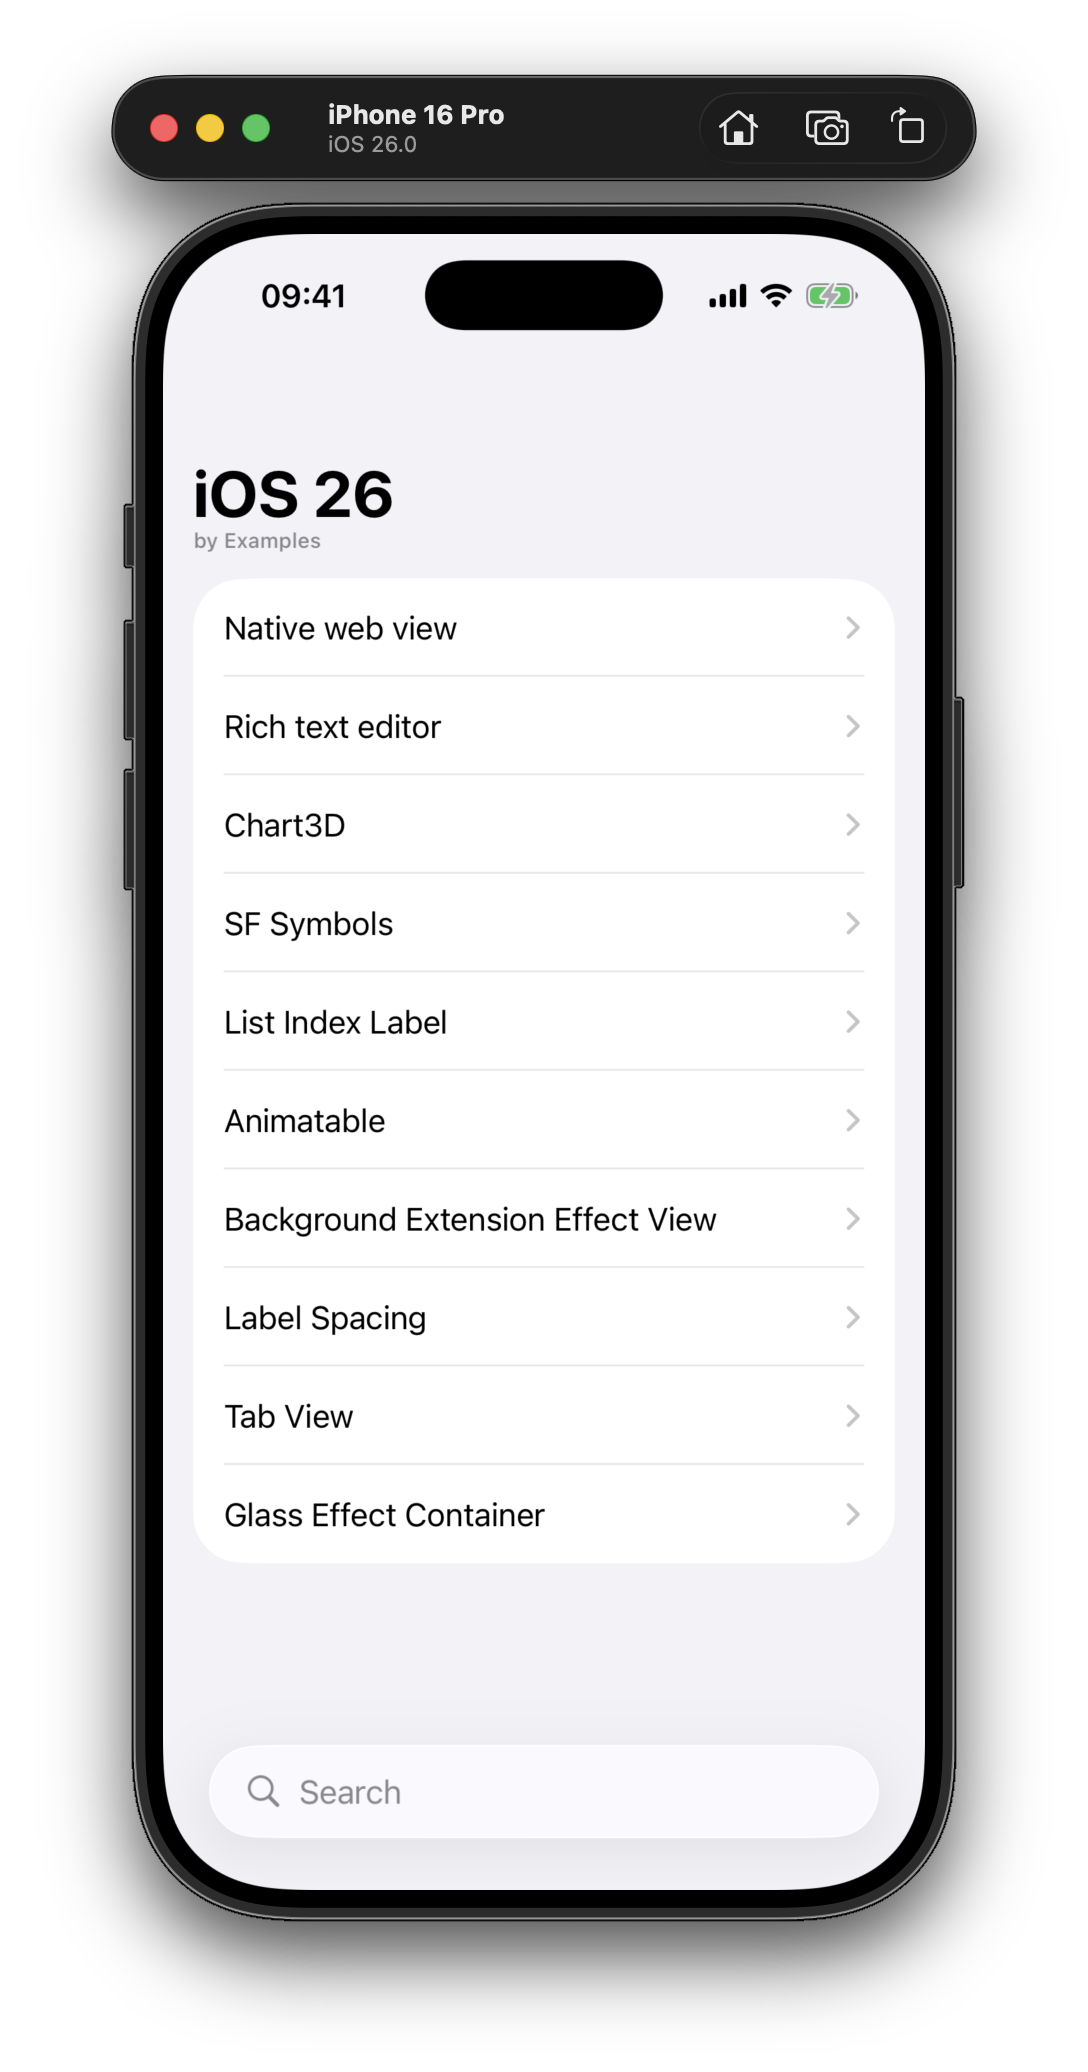 iPhone 16 Pro
iOS 26.0
09:41
iOS 26
by Examples
Native web view
Rich text editor
Chart3D
SF Symbols
List Index Label
Animatable
Background Extension Effect View
Label Spacing
Tab View
Glass Effect Container
Search